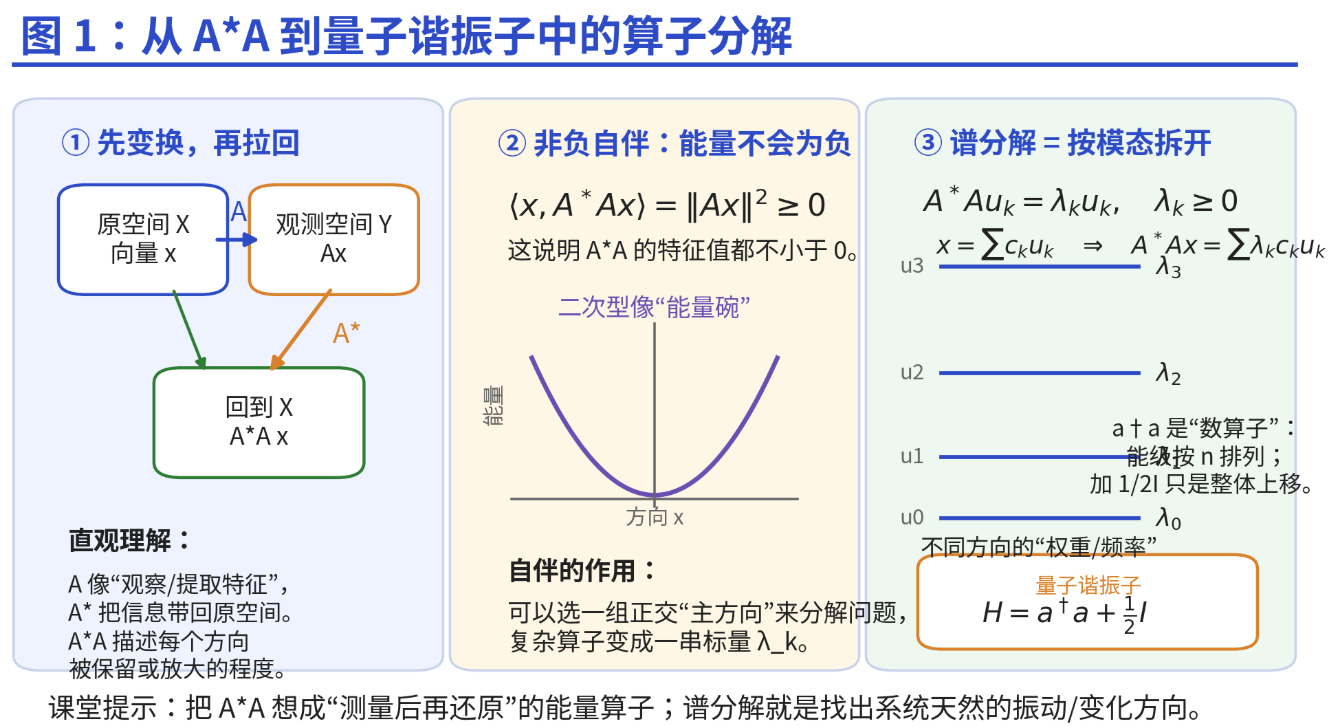 图 1：从 A*A 到量子谐振子中的算子分解
① 先变换，再拉回
原空间 X
向量 x
A
观测空间 Y
Ax
A*
回到 X
A*A x
直观理解：
A 像“观察/提取特征”，
A* 把信息带回原空间。
A*A 描述每个方向
被保留或放大的程度。
② 非负自伴：能量不会为负
⟨x, A*Ax⟩ = ‖Ax‖² ≥ 0
这说明 A*A 的特征值都不小于 0。
二次型像“能量碗”
能量
方向 x
自伴的作用：
可以选一组正交“主方向”来分解问题，
复杂算子变成一串标量 λ_k。
③ 谱分解 = 按模态拆开
A*Au_k = λ_k u_k, λ_k ≥ 0
x = ∑c_k u_k ⇒ A*Ax = ∑λ_k c_k u_k
u3 λ₃
u2 λ₂
a†a 是“数算子”：
u1 λ₁
能级按 n 排列；
加 1/2I 只是整体上移。
u0 λ₀
不同方向的“权重/频率”
量子谐振子
H = a†a + ½I
课堂提示：把 A*A 想成“测量后再还原”的能量算子；谱分解就是找出系统天然的振动/变化方向。